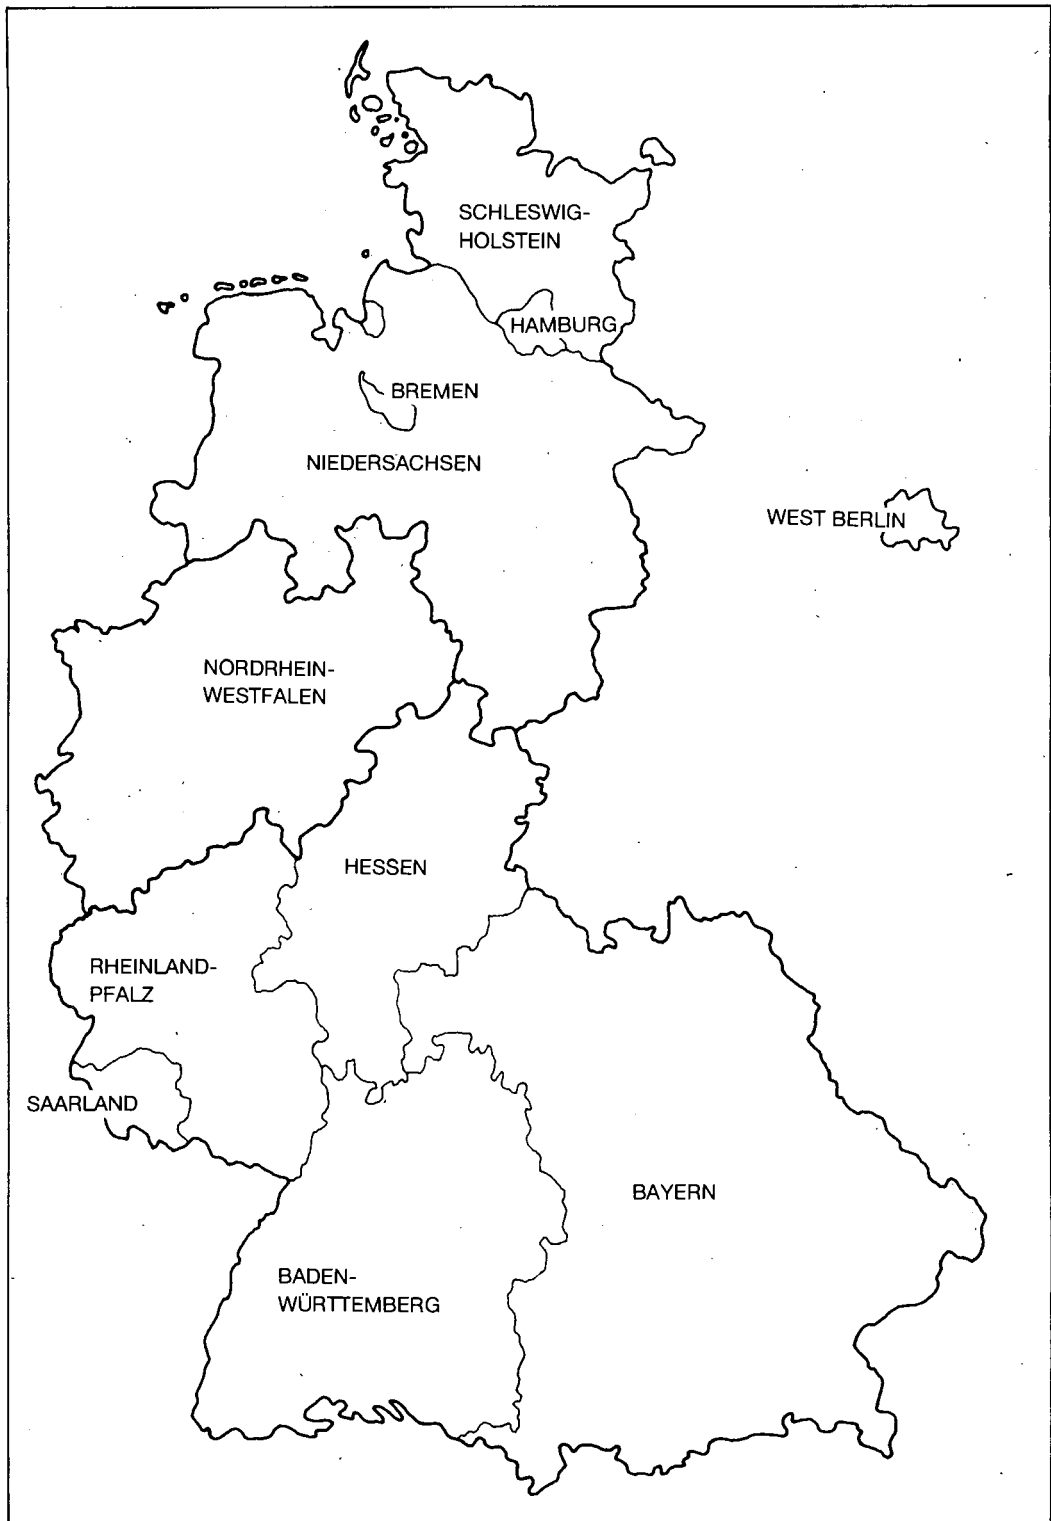 SCHLESWIG-
HOLSTEIN
HAMBURG
BREMEN
NIEDERSACHSEN
WEST BERLIN
NORDRHEIN-
WESTFALEN
HESSEN
RHEINLAND-
PFALZ
SAARLAND
BAYERN
BADEN-
WÜRTTEMBERG